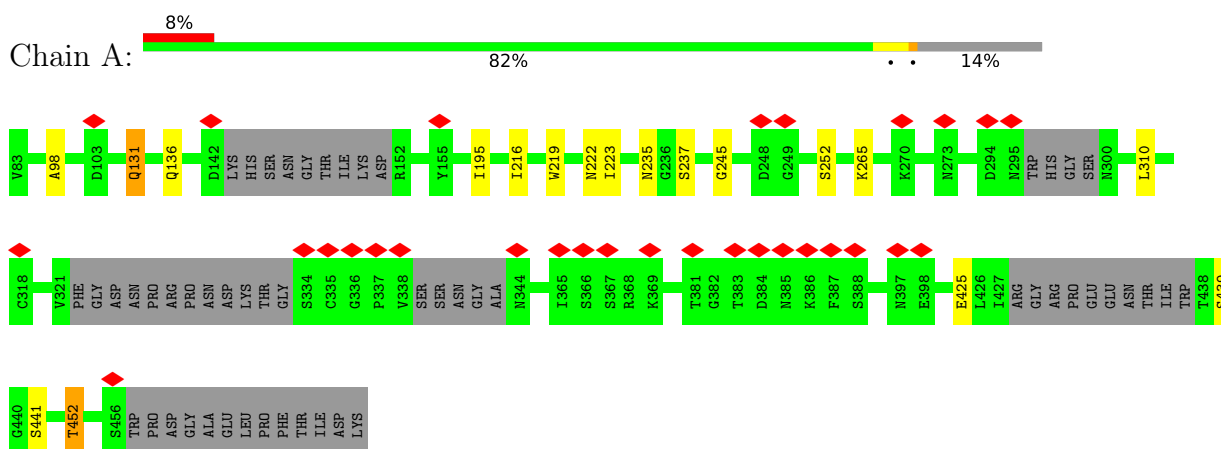 8%
Chain A:
82% • • 14%
V83 A98 D103 Q131 Q136 D142 LYS HIS SER ASN GLY THR ILE LYS ASP R152 Y155 I195 I216 W219 N222 I223 N235 G236 S237 G245 D248 G249 S252 K265 K270 N273 D294 N295 TRP HIS GLY SER N300 L310
C318 V321 PHE GLY ASP ASN PRO ARG PRO ASN ASP LYS THR GLY S334 C335 G336 P337 V338 SER SER ASN GLY ALA N344 I365 S366 S367 R368 K369 T381 G382 T383 D384 N385 K386 F387 S388 N397 E398 E425 L426 I427 ARG GLY ARG PRO GLU GLU ASN THR ILE TRP T438
G440 S441 T452 S456 TRP PRO ASP GLY ALA GLU LEU PRO PHE THR ILE ASP LYS